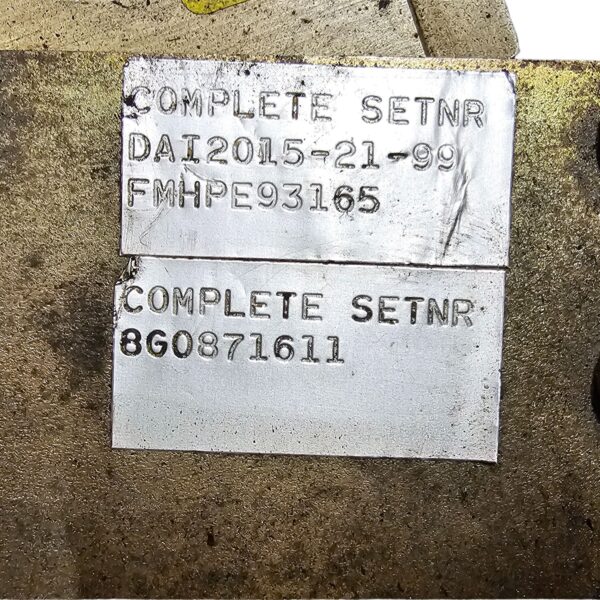 COMPLETE SETNR
DAI2015-21-99
FMHPE93165
COMPLETE SETNR
8G0871611